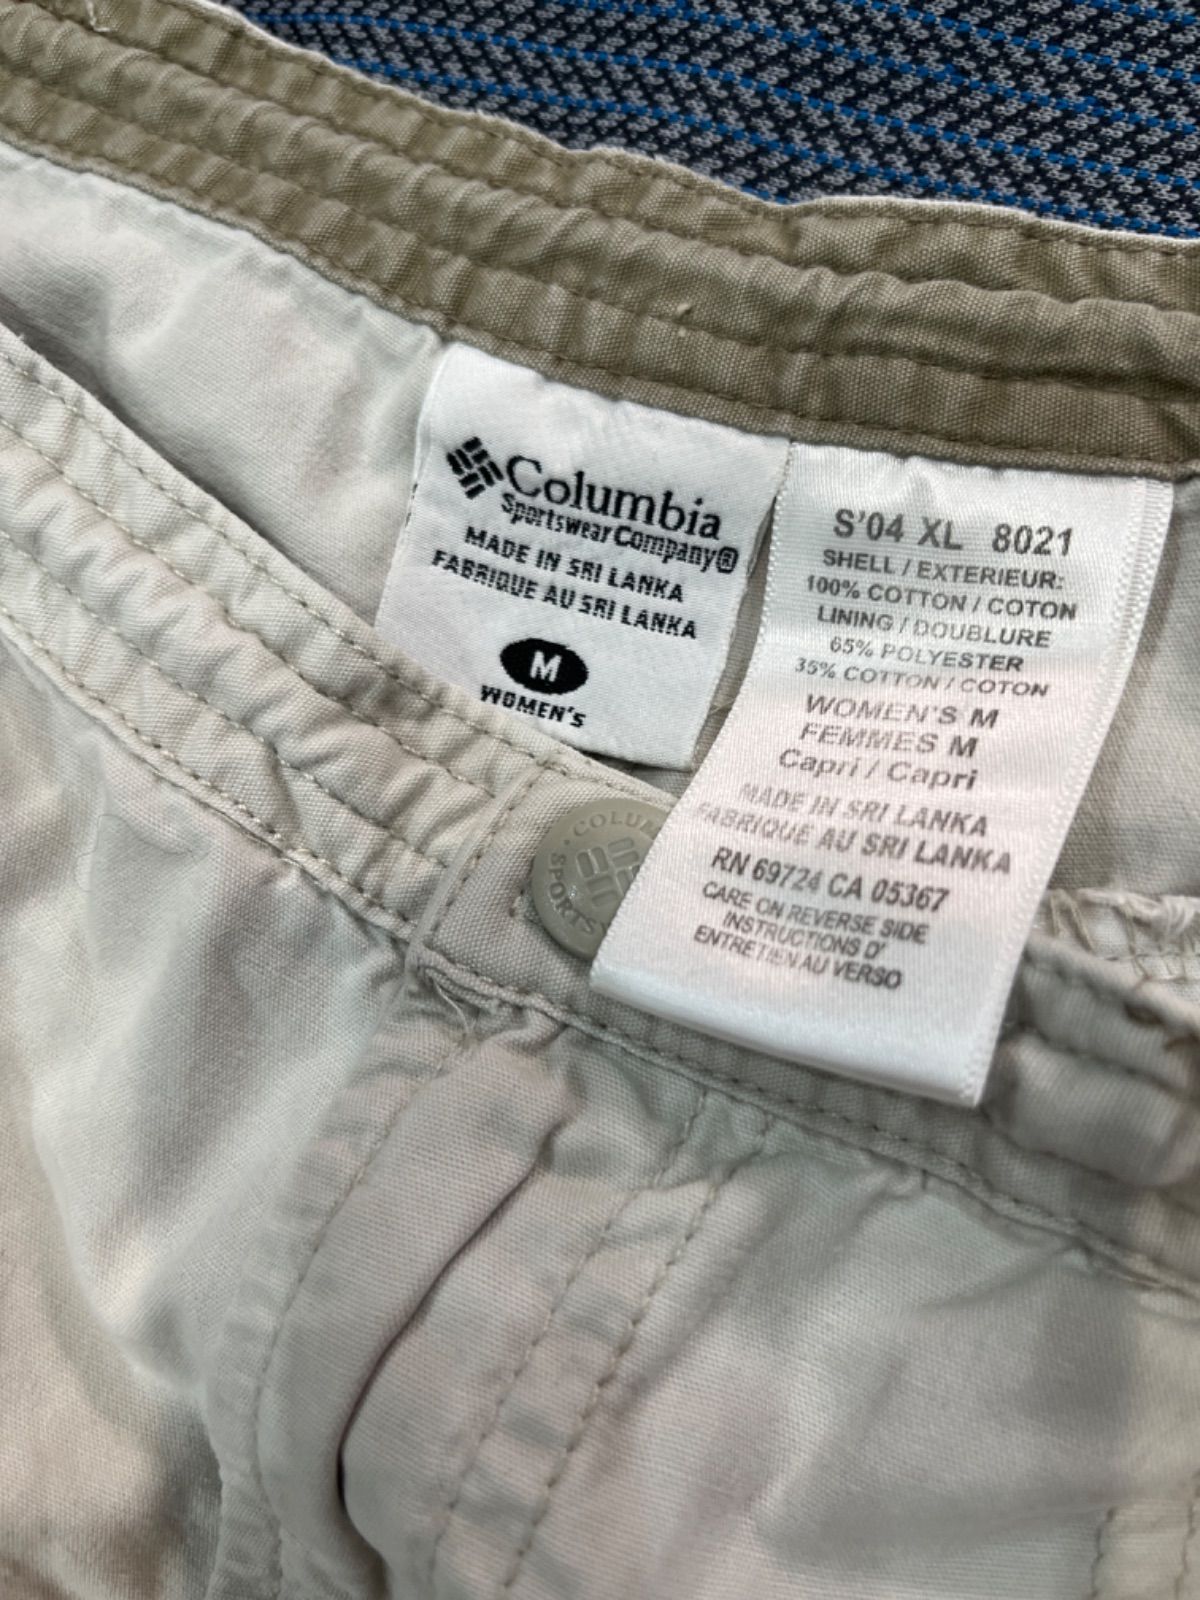 Columbia
Sportswear Company®
MADE IN SRI LANKA
FABRIQUE AU SRI LANKA
M
WOMEN'S
S'04 XL 8021
SHELL / EXTERIEUR:
100% COTTON / COTON
LINING / DOUBLURE
65% POLYESTER
35% COTTON / COTON
WOMEN'S M
FEMMES M
Capri / Capri
MADE IN SRI LANKA
FABRIQUE AU SRI LANKA
RN 69724 CA 05367
CARE ON REVERSE SIDE
INSTRUCTIONS D'
ENTRETIEN AU VERSO